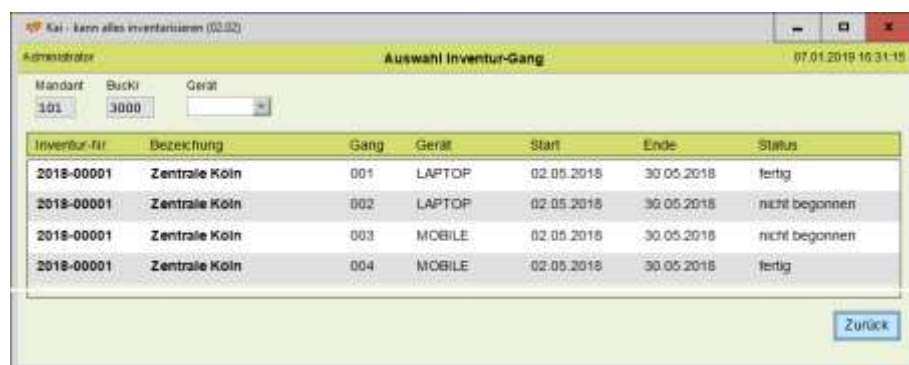 Kai - kann alles inventarisieren (02.02)
Administrator Auswahl Inventur-Gang 07.01.2019 16:31:15
Mandant BucKr Gerät
101 3000
Inventur-Nr Bezeichung Gang Gerät Start Ende Status
2018-00001 Zentrale Köln 001 LAPTOP 02.05.2018 30.05.2018 fertig
2018-00001 Zentrale Köln 002 LAPTOP 02.05.2018 30.05.2018 nicht begonnen
2018-00001 Zentrale Köln 003 MOBILE 02.05.2018 30.05.2018 nicht begonnen
2018-00001 Zentrale Köln 004 MOBILE 02.05.2018 30.05.2018 fertig
Zurück